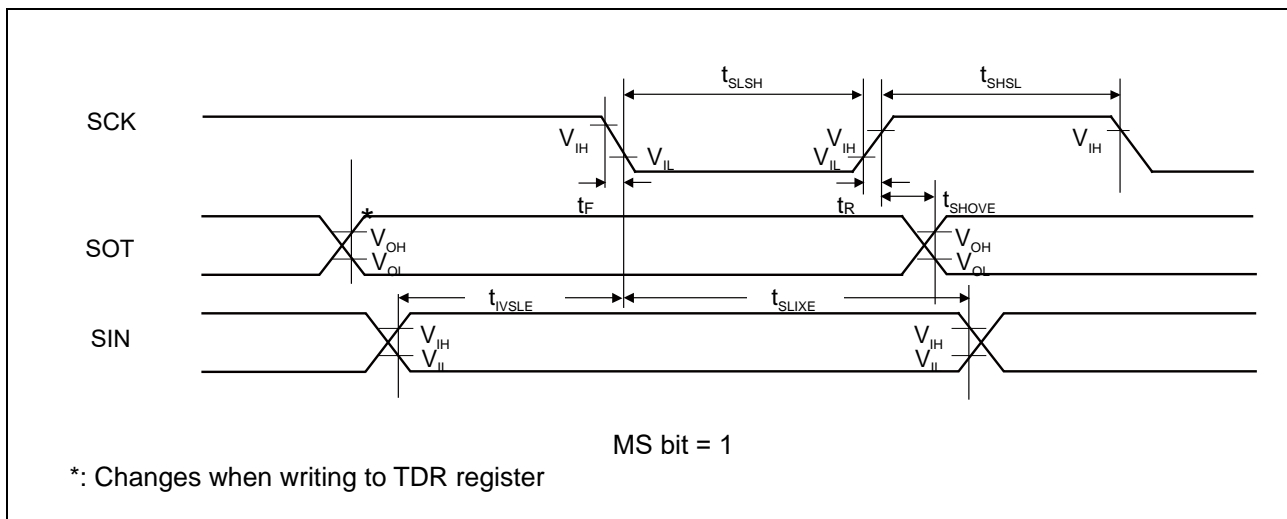 tSLSH tSHSL
SCK
VIH VIL VIH VIL VIH
tF tR tSHOVE
*
SOT
VOH VOH
VOL VOL
tIVSLE tSLIXE
SIN
VIH VIH
VIL VIL
MS bit = 1
*: Changes when writing to TDR register